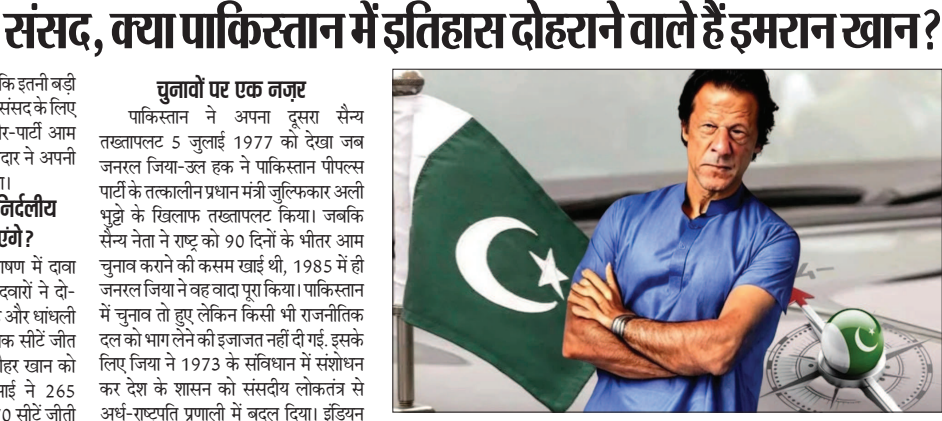 संसद, क्या पाकिस्तान में इतिहास दोहराने वाले हैं इमरान खान?
कि इतनी बड़ी
संसद के लिए
र-पार्टी आम
दार ने अपनी
ा।
निर्दलीय
एंगे?
ाषण में दावा
दवारों ने दो-
और धांधली
क सीटें जीत
ौहर खान को
आई ने 265
0 सीटें जीती
चुनावों पर एक नज़र
पाकिस्तान ने अपना दूसरा सैन्य
तख्तापलट 5 जुलाई 1977 को देखा जब
जनरल जिया-उल हक ने पाकिस्तान पीपल्स
पार्टी के तत्कालीन प्रधान मंत्री जुल्फिकार अली
भुट्टो के खिलाफ तख्तापलट किया। जबकि
सैन्य नेता ने राष्ट्र को 90 दिनों के भीतर आम
चुनाव कराने की कसम खाई थी, 1985 में ही
जनरल जिया ने वह वादा पूरा किया। पाकिस्तान
में चुनाव तो हुए लेकिन किसी भी राजनीतिक
दल को भाग लेने की इजाजत नहीं दी गई. इसके
लिए जिया ने 1973 के संविधान में संशोधन
कर देश के शासन को संसदीय लोकतंत्र से
अर्ध-राष्टपति प्रणाली में बदल दिया। इंडियन